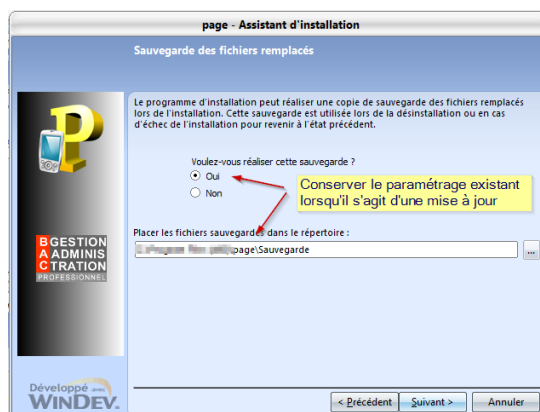 page - Assistant d'installation
Sauvegarde des fichiers remplacés
Le programme d'installation peut réaliser une copie de sauvegarde des fichiers remplacés
lors de l'installation. Cette sauvegarde est utilisée lors de la désinstallation ou en cas
d'échec de l'installation pour revenir à l'état précédent.
Voulez-vous réaliser cette sauvegarde ?
Oui
Non
Conserver le paramétrage existant
lorsqu'il s'agit d'une mise à jour
Placer les fichiers sauvegardés dans le répertoire :
\page\Sauvegarde
...
P
BGESTION
AADMINIS
CTRATION
PROFESSIONNEL
Développé avec
WINDEV.
< Précédent
Suivant >
Annuler